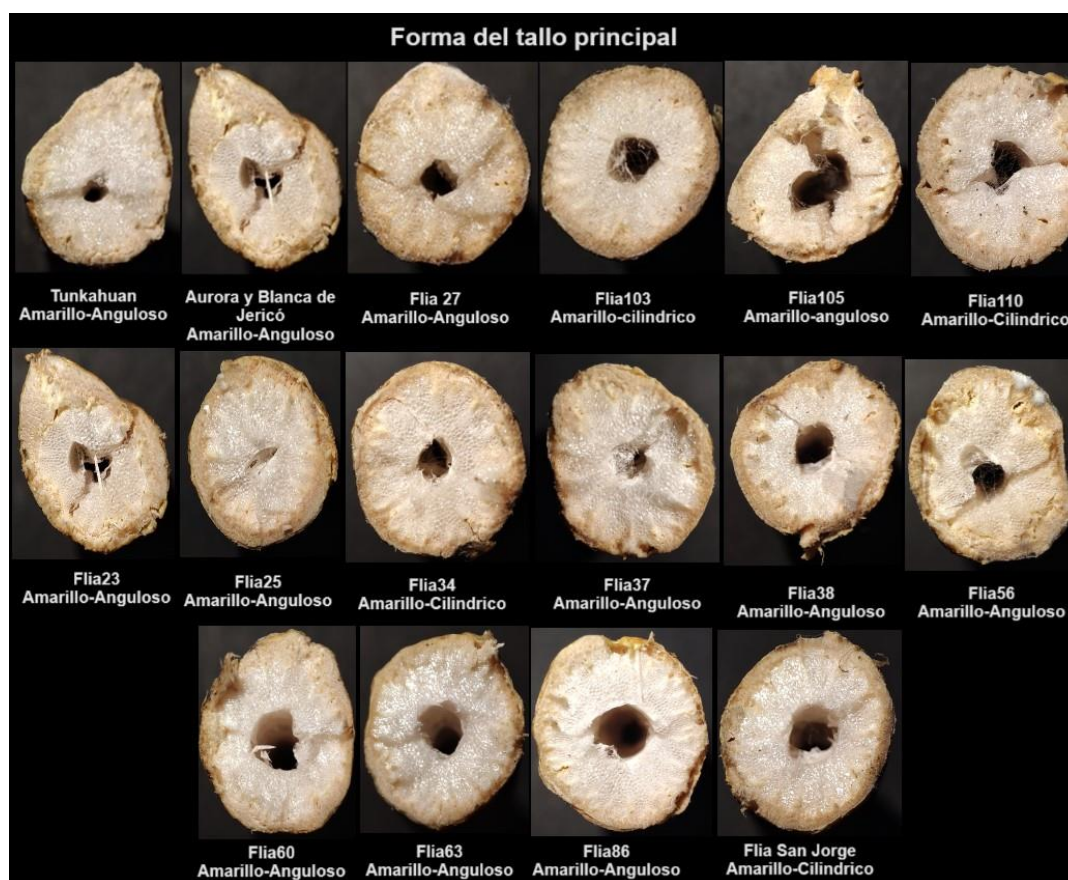 Forma del tallo principal
Tunkahuan
Amarillo-Anguloso
Aurora y Blanca de
Jericó
Amarillo-Anguloso
Flia 27
Amarillo-Anguloso
Flia103
Amarillo-cilindrico
Flia105
Amarillo-anguloso
Flia110
Amarillo-Cilindrico
Flia23
Amarillo-Anguloso
Flia25
Amarillo-Anguloso
Flia34
Amarillo-Cilindrico
Flia37
Amarillo-Anguloso
Flia38
Amarillo-Anguloso
Flia56
Amarillo-Anguloso
Flia60
Amarillo-Anguloso
Flia63
Amarillo-Anguloso
Flia86
Amarillo-Anguloso
Flia San Jorge
Amarillo-Cilindrico